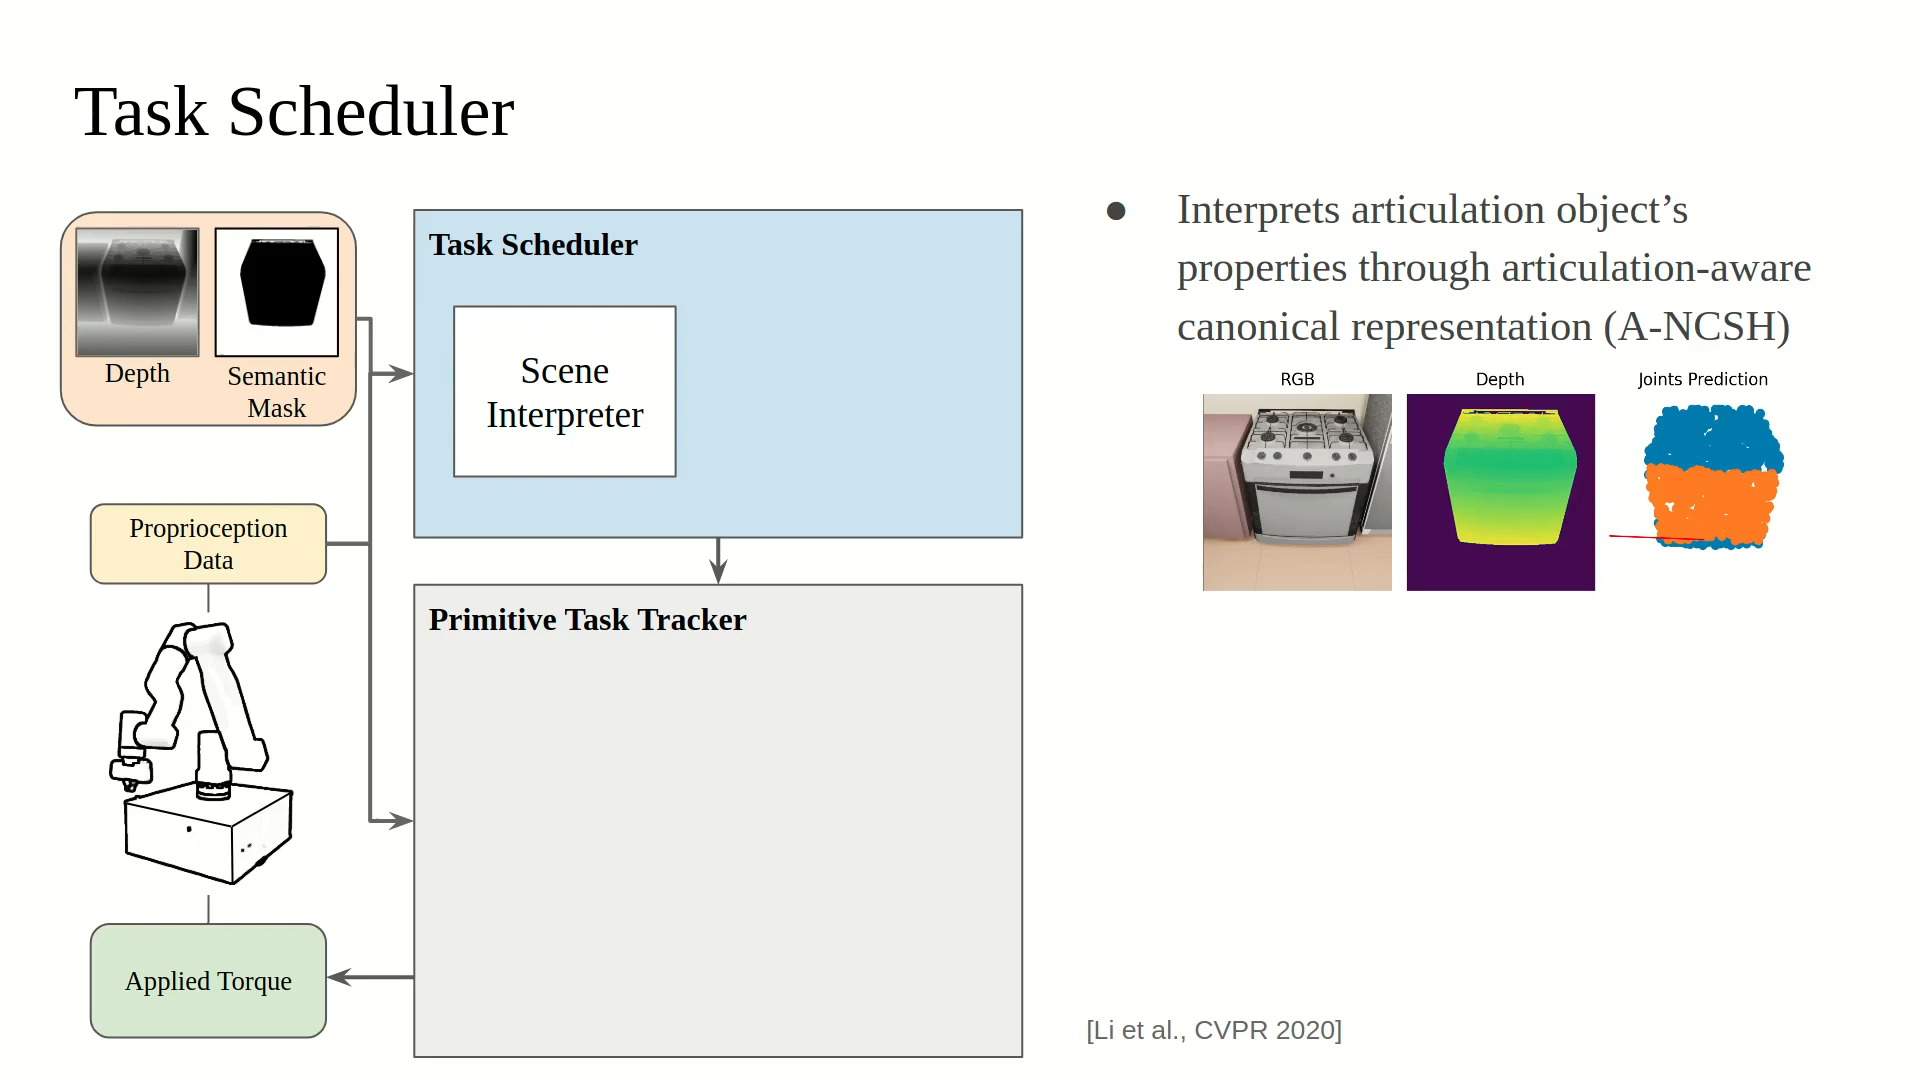 Task Scheduler
Depth
Semantic
Mask
Proprioception
Data
Applied Torque
Task Scheduler
Scene
Interpreter
Primitive Task Tracker
● Interprets articulation object’s
properties through articulation-aware
canonical representation (A-NCSH)
RGB
Depth
Joints Prediction
[Li et al., CVPR 2020]